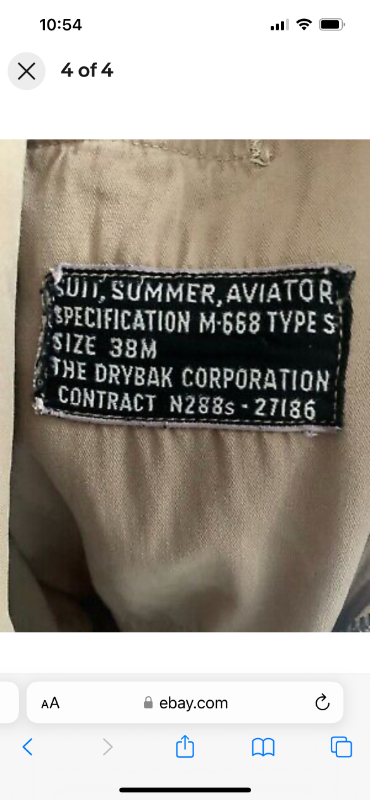 10:54
4 of 4
SUIT, SUMMER, AVIATOR
SPECIFICATION M-668 TYPE S
SIZE 38M
THE DRYBAK CORPORATION
CONTRACT N288s - 27186
AA
ebay.com